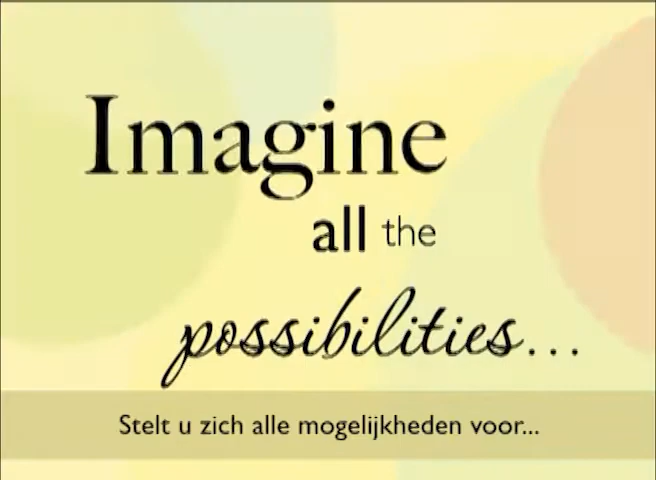 Imagine
all the
possibilities...
Stelt u zich alle mogelijkheden voor...